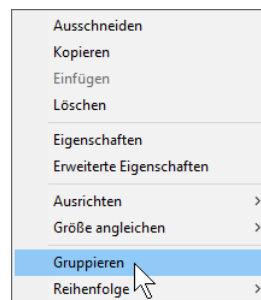 Ausschneiden
Kopieren
Einfügen
Löschen
Eigenschaften
Erweiterte Eigenschaften
Ausrichten
Größe angleichen
Gruppieren
Reihenfolge